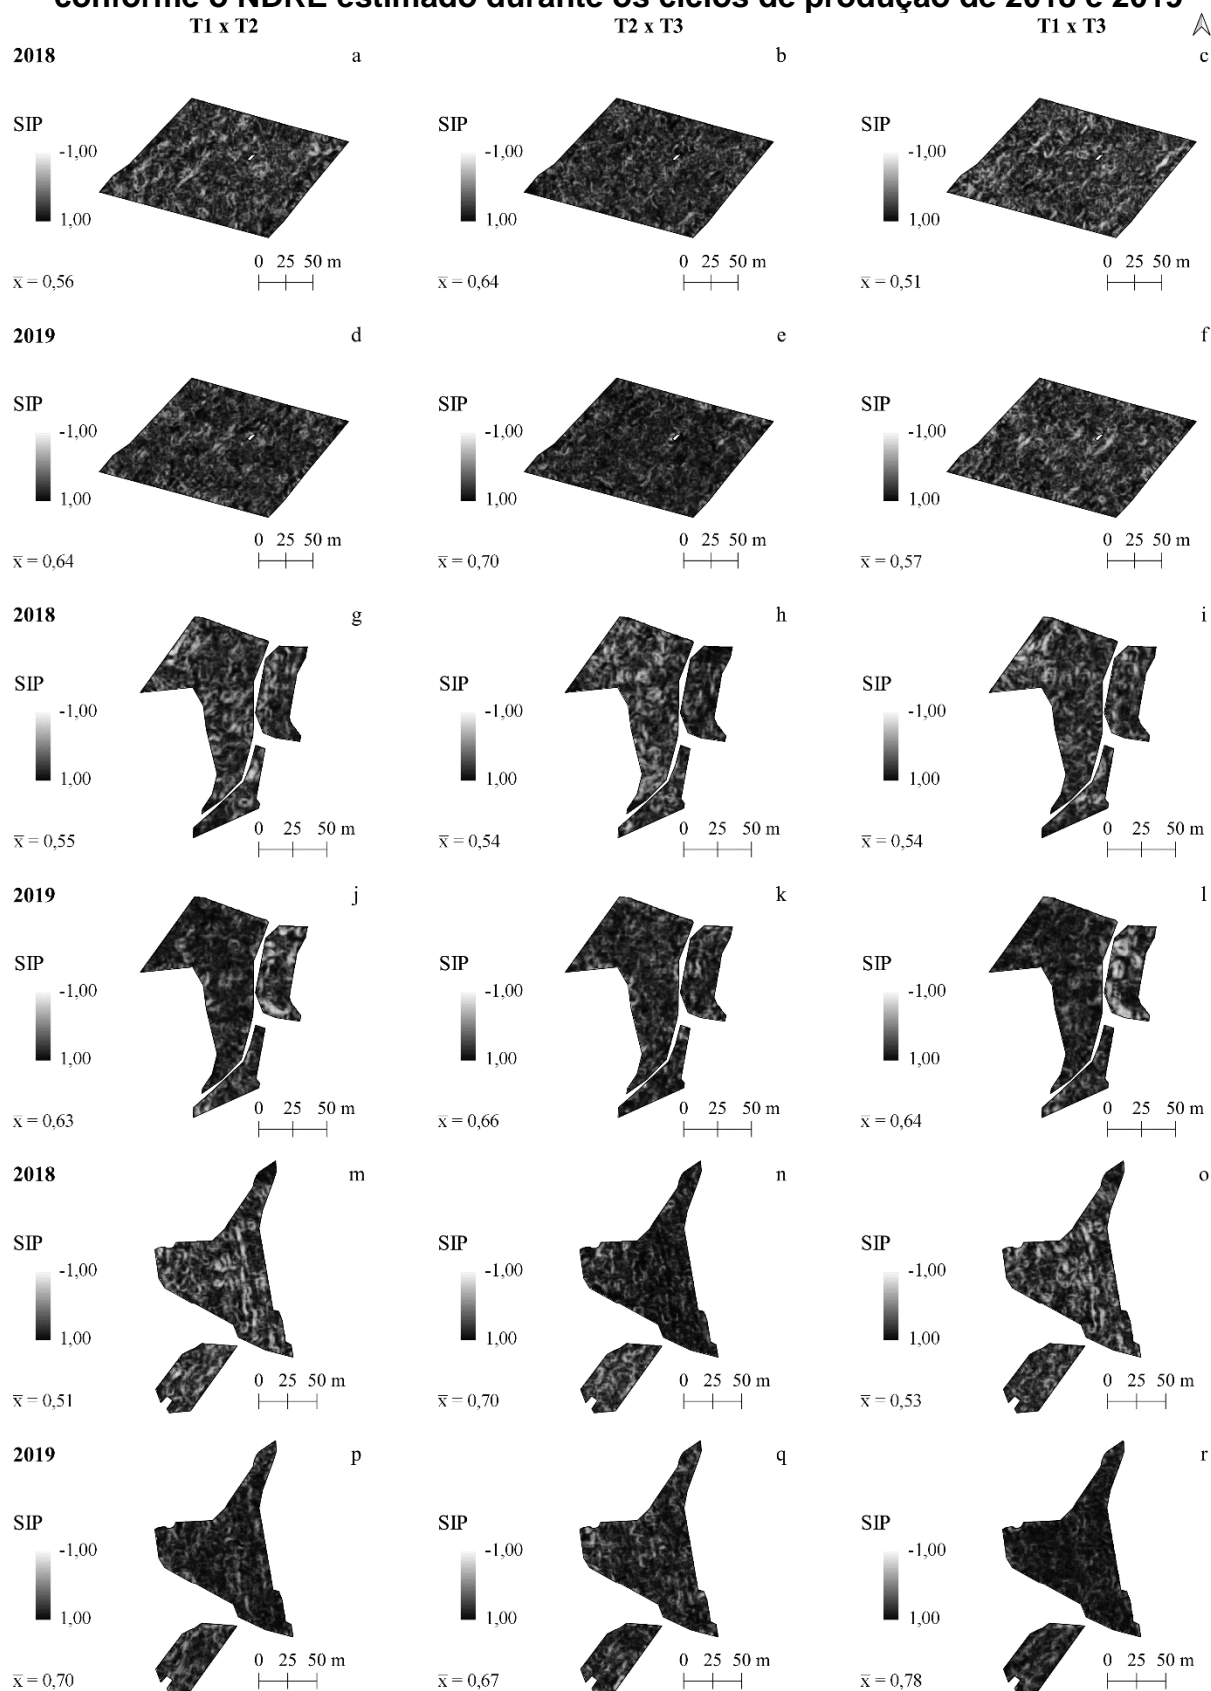 conforme o NDRE estimado durante os ciclos de produção de 2018 e 2019
T1 x T2 T2 x T3 T1 x T3
2018 a b c
SIP SIP SIP
-1,00 -1,00 -1,00
1,00 1,00 1,00
0 25 50 m 0 25 50 m 0 25 50 m
x̅ = 0,56 x̅ = 0,64 x̅ = 0,51
2019 d e f
SIP SIP SIP
-1,00 -1,00 -1,00
1,00 1,00 1,00
0 25 50 m 0 25 50 m 0 25 50 m
x̅ = 0,64 x̅ = 0,70 x̅ = 0,57
2018 g h i
SIP SIP SIP
-1,00 -1,00 -1,00
1,00 1,00 1,00
0 25 50 m 0 25 50 m 0 25 50 m
x̅ = 0,55 x̅ = 0,54 x̅ = 0,54
2019 j k l
SIP SIP SIP
-1,00 -1,00 -1,00
1,00 1,00 1,00
0 25 50 m 0 25 50 m 0 25 50 m
x̅ = 0,63 x̅ = 0,66 x̅ = 0,64
2018 m n o
SIP SIP SIP
-1,00 -1,00 -1,00
1,00 1,00 1,00
0 25 50 m 0 25 50 m 0 25 50 m
x̅ = 0,51 x̅ = 0,70 x̅ = 0,53
2019 p q r
SIP SIP SIP
-1,00 -1,00 -1,00
1,00 1,00 1,00
0 25 50 m 0 25 50 m 0 25 50 m
x̅ = 0,70 x̅ = 0,67 x̅ = 0,78